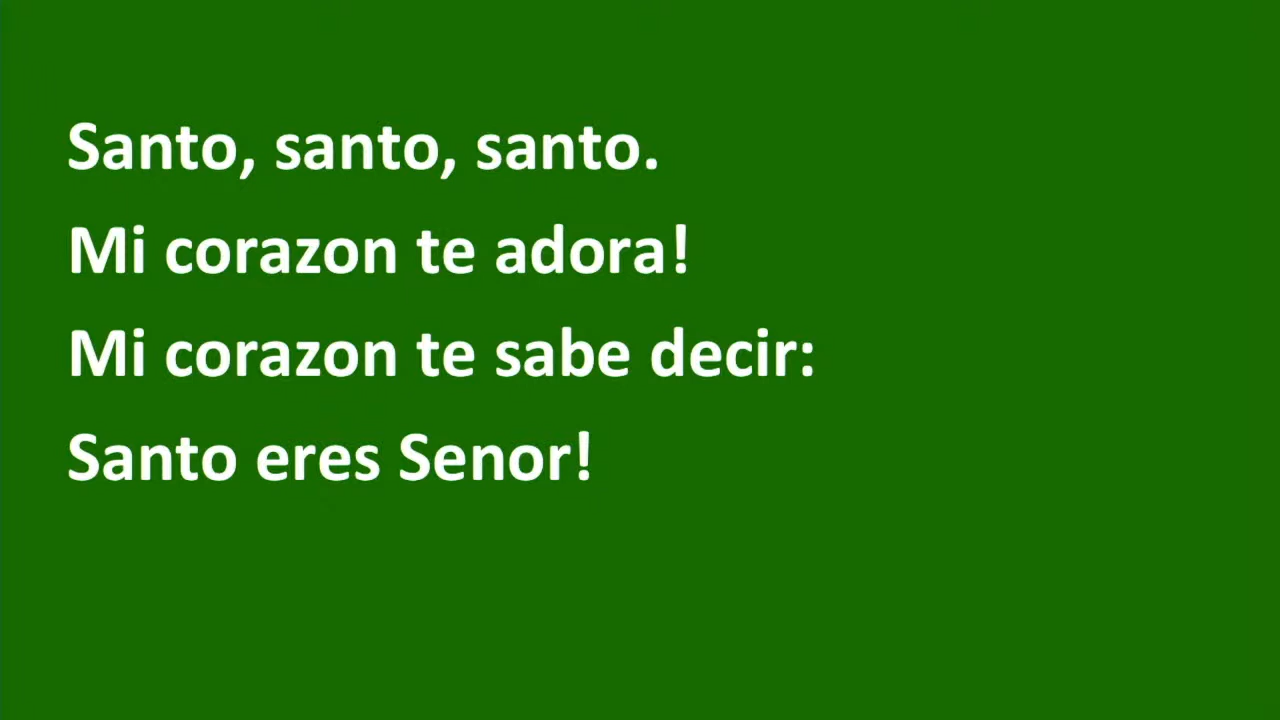 Santo, santo, santo.
Mi corazon te adora!
Mi corazon te sabe decir:
Santo eres Senor!